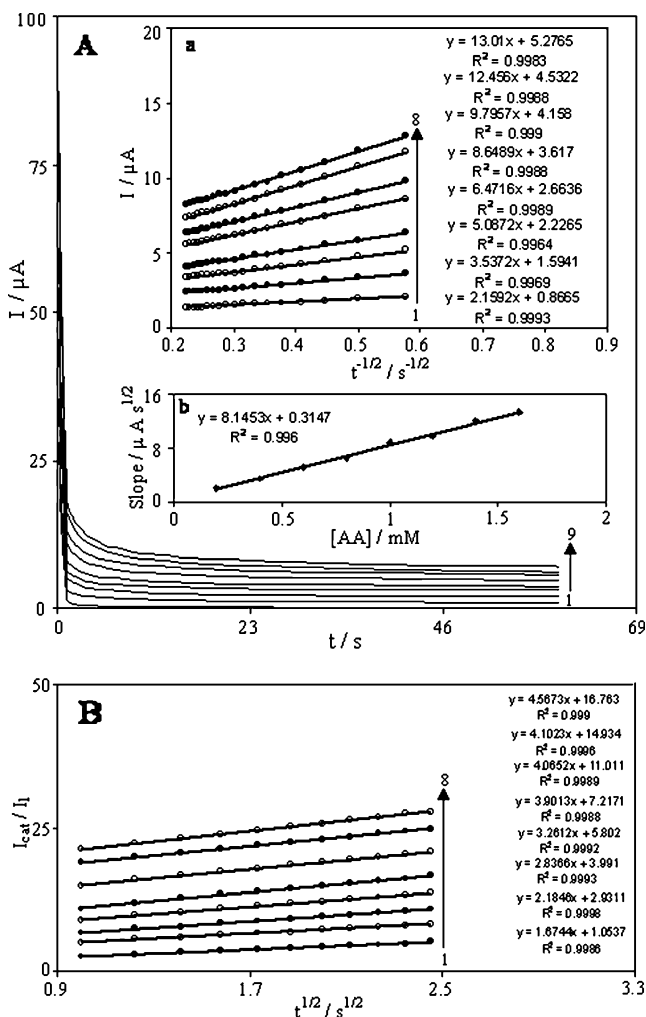 A
100
75
50
25
0
I / μA
0
23
46
69
t / s
a
20
15
10
5
0
I / μA
0.2
0.3
0.4
0.5
0.6
0.7
0.8
0.9
t-1/2 / s-1/2
8
1
y = 13.01x + 5.2765
R² = 0.9983
y = 12.456x + 4.5322
R² = 0.9988
y = 9.7957x + 4.158
R² = 0.999
y = 8.6489x + 3.617
R² = 0.9988
y = 6.4716x + 2.6636
R² = 0.9989
y = 5.0872x + 2.2265
R² = 0.9964
y = 3.5372x + 1.5941
R² = 0.9969
y = 2.1592x + 0.8665
R² = 0.9993
b
y = 8.1453x + 0.3147
R² = 0.996
16
8
0
Slope / μA s1/2
0
0.5
1
1.5
2
[AA] / mM
9
1
B
50
25
0
Icat / Il
0.9
1.7
2.5
3.3
t1/2 / s1/2
8
1
y = 4.5673x + 16.763
R² = 0.999
y = 4.1023x + 14.934
R² = 0.9996
y = 4.0652x + 11.011
R² = 0.9989
y = 3.9013x + 7.2171
R² = 0.9988
y = 3.2612x + 5.802
R² = 0.9992
y = 2.8366x + 3.991
R² = 0.9993
y = 2.1846x + 2.9311
R² = 0.9998
y = 1.6744x + 1.0537
R² = 0.9986